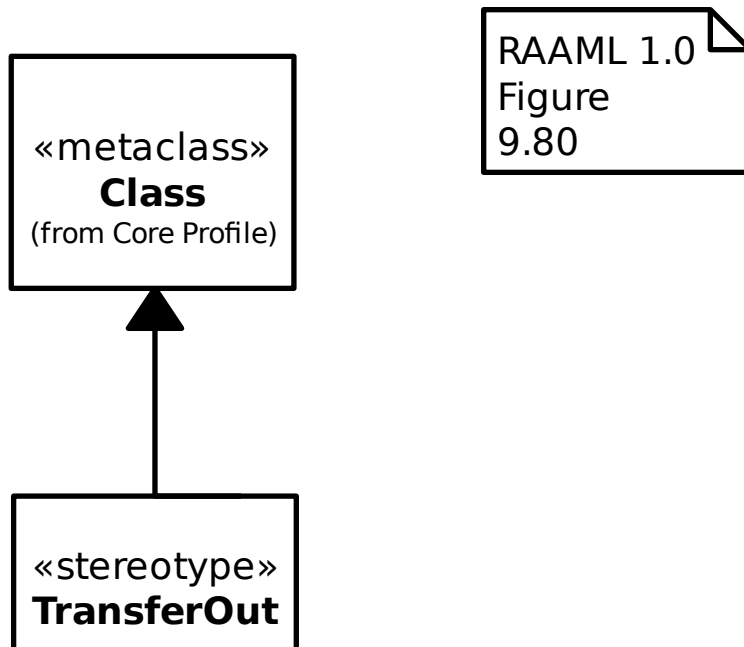 RAAML 1.0
Figure
9.80
«metaclass»
Class
(from Core Profile)
«stereotype»
TransferOut